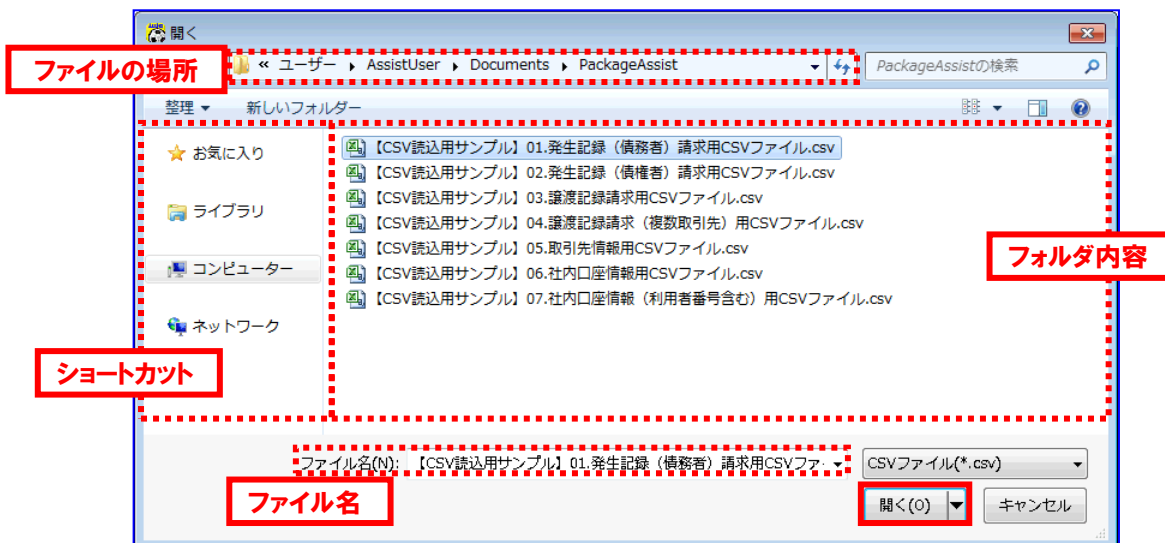 開く
ファイルの場所
« ユーザー ▸ AssistUser ▸ Documents ▸ PackageAssist
PackageAssistの検索
整理 ▼ 新しいフォルダー
お気に入り
ライブラリ
コンピューター
ネットワーク
ショートカット
【CSV読込用サンプル】01.発生記録（債務者）請求用CSVファイル.csv
【CSV読込用サンプル】02.発生記録（債権者）請求用CSVファイル.csv
【CSV読込用サンプル】03.譲渡記録請求用CSVファイル.csv
【CSV読込用サンプル】04.譲渡記録請求（複数取引先）用CSVファイル.csv
【CSV読込用サンプル】05.取引先情報用CSVファイル.csv
【CSV読込用サンプル】06.社内口座情報用CSVファイル.csv
【CSV読込用サンプル】07.社内口座情報（利用者番号含む）用CSVファイル.csv
フォルダ内容
ファイル名(N): 【CSV読込用サンプル】01.発生記録（債務者）請求用CSVファ
CSVファイル(*.csv)
ファイル名
開く(O)
キャンセル